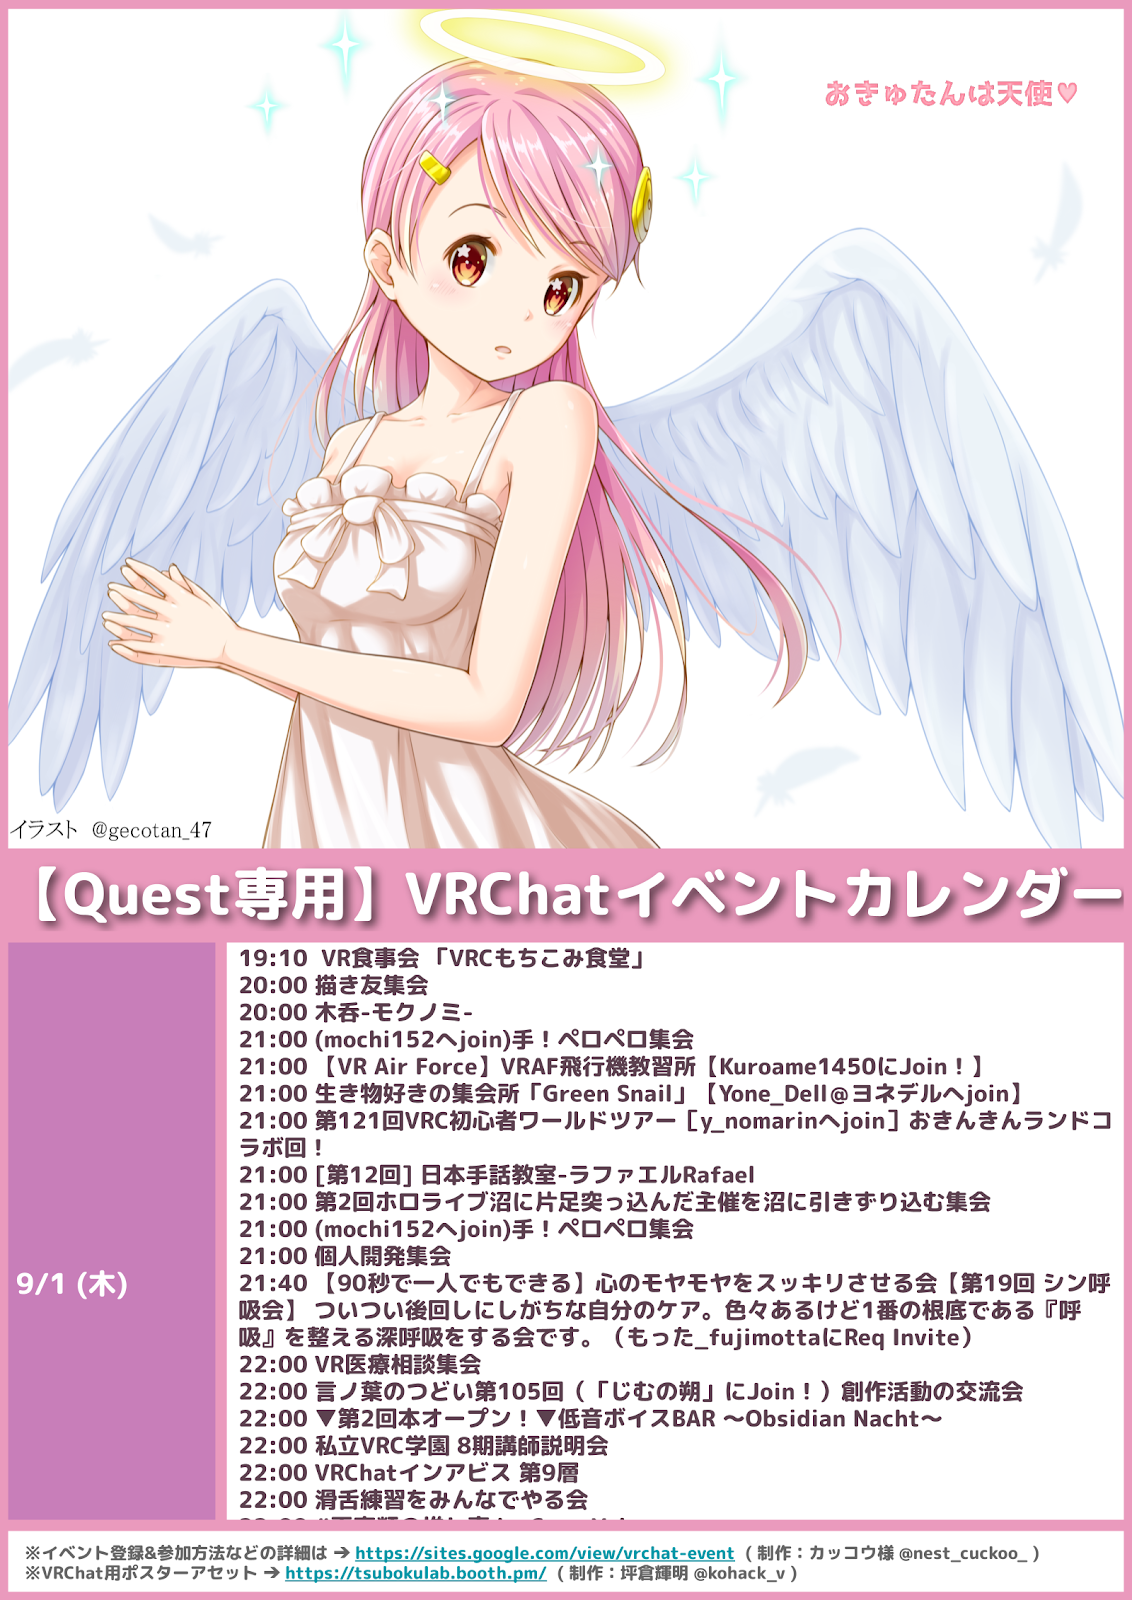 おきゅたんは天使♥
イラスト @gecotan_47
【Quest専用】VRChatイベントカレンダー
9/1 (木)
19:10 VR食事会 「VRCもちこみ食堂」
20:00 描き友集会
20:00 木呑-モクノミ-
21:00 (mochi152へjoin)手！ペロペロ集会
21:00 【VR Air Force】VRAF飛行機教習所【Kuroame1450にJoin！】
21:00 生き物好きの集会所「Green Snail」【Yone_Dell@ヨネデルへjoin】
21:00 第121回VRC初心者ワールドツアー［y_nomarinへjoin］おきんきんランドコ
ラボ回！
21:00 [第12回] 日本手話教室-ラファエルRafael
21:00 第2回ホロライブ沼に片足突っ込んだ主催を沼に引きずり込む集会
21:00 (mochi152へjoin)手！ペロペロ集会
21:00 個人開発集会
21:40 【90秒で一人でもできる】心のモヤモヤをスッキリさせる会【第19回 シン呼
吸会】 ついつい後回しにしがちな自分のケア。色々あるけど1番の根底である『呼
吸』を整える深呼吸をする会です。（もった_fujimottaにReq Invite）
22:00 VR医療相談集会
22:00 言ノ葉のつどい第105回（「じむの朔」にJoin！）創作活動の交流会
22:00 ▼第2回本オープン！▼低音ボイスBAR ～Obsidian Nacht～
22:00 私立VRC学園 8期講師説明会
22:00 VRChatインアビス 第9層
22:00 滑舌練習をみんなでやる会
※イベント登録&参加方法などの詳細は ➔ https://sites.google.com/view/vrchat-event ( 制作：カッコウ様 @nest_cuckoo_ )
※VRChat用ポスターアセット ➔ https://tsubokulab.booth.pm/ ( 制作：坪倉輝明 @kohack_v )